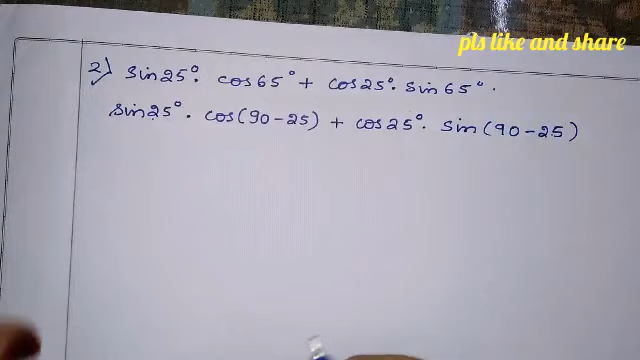 pls like and share
2) Sin25°. cos65° + cos25°. sin65°.
Sin25°. cos(90-25) + cos25°. sin(90-25)